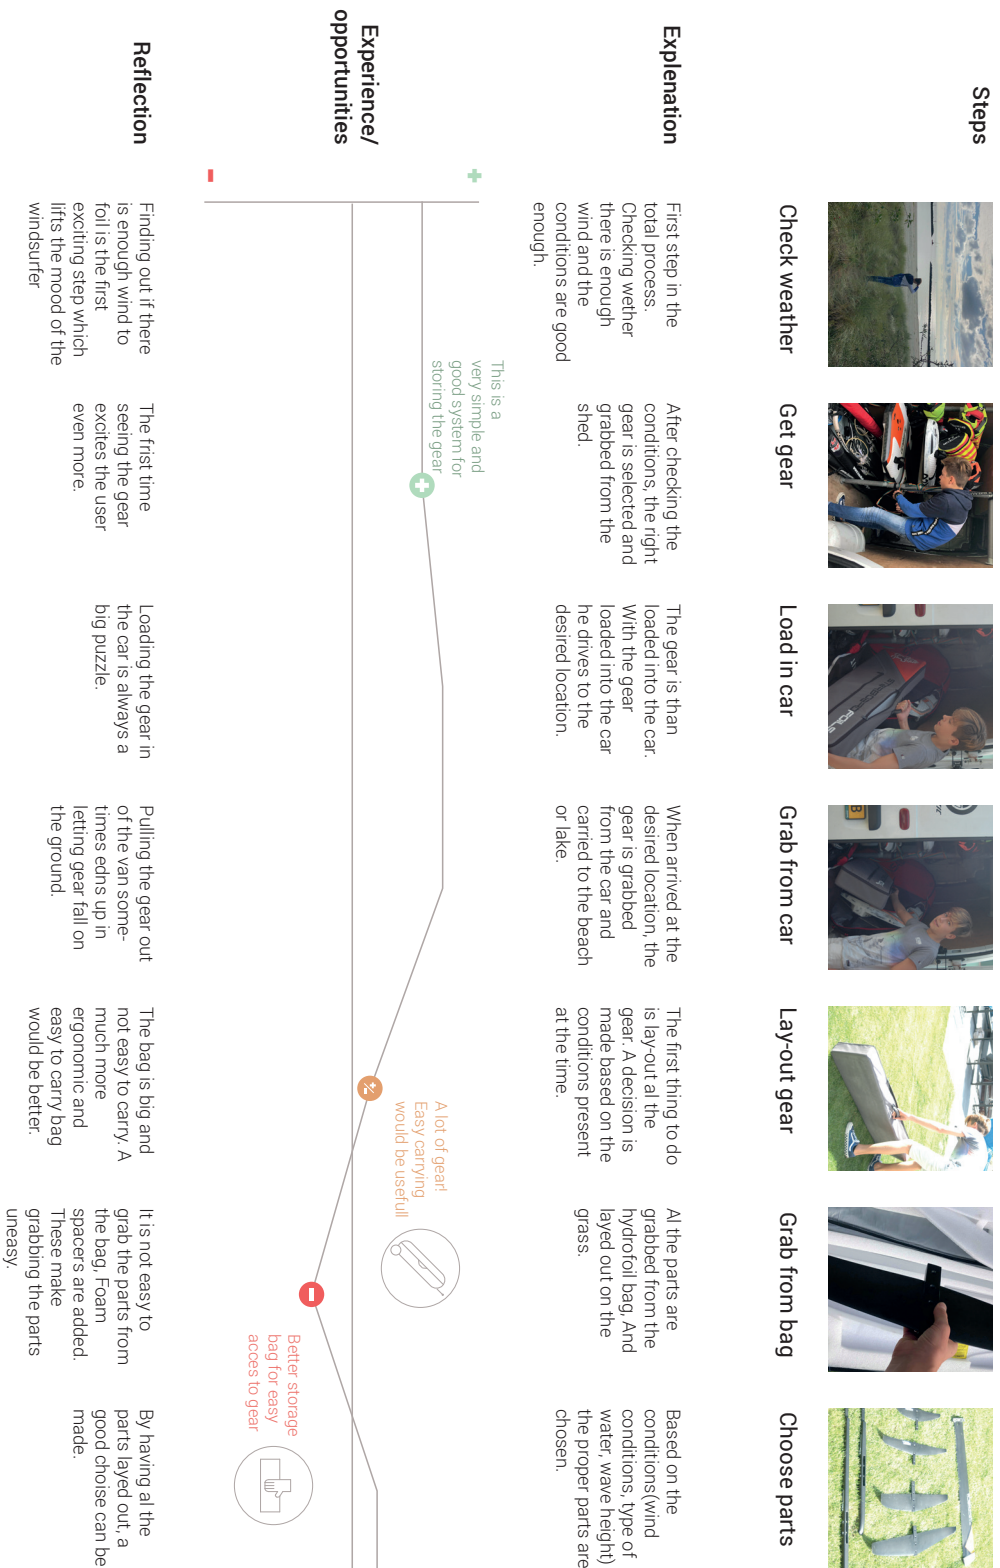 Steps
Check weather
Get gear
Load in car
Grab from car
Lay-out gear
Grab from bag
Choose parts
Explenation
First step in the
total process.
Checking wether
there is enough
wind and the
conditions are good
enough.
After checking the
conditions, the right
gear is selected and
grabbed from the
shed.
The gear is than
loaded into the car.
With the gear
loaded into the car
he drives to the
desired location.
When arrived at the
desired location, the
gear is grabbed
from the car and
carried to the beach
or lake.
The first thing to do
is lay-out al the
gear. A decision is
made based on the
conditions present
at the time.
Al the parts are
grabbed from the
hydrofoil bag, And
layed out on the
grass.
Based on the
conditions(wind
conditions, type of
water, wave height)
the proper parts are
chosen.
Experience/
opportunities
This is a
very simple and
good system for
storing the gear
A lot of gear!
Easy carrying
would be usefull
Better storage
bag for easy
acces to gear
Reflection
Finding out if there
is enough wind to
foil is the first
exciting step which
lifts the mood of the
windsurfer
The frist time
seeing the gear
excites the user
even more.
Loading the gear in
the car is always a
big puzzle.
Pulling the gear out
of the van some-
times edns up in
letting gear fall on
the ground.
The bag is big and
not easy to carry. A
much more
ergonomic and
easy to carry bag
would be better.
It is not easy to
grab the parts from
the bag, Foam
spacers are added.
These make
grabbing the parts
uneasy.
By having al the
parts layed out, a
good choise can be
made.